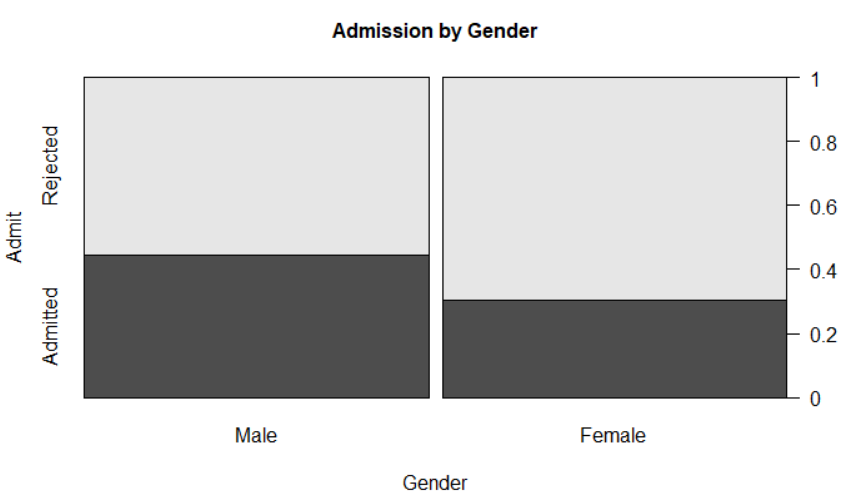 Admission by Gender
Admit
Rejected
Admitted
1
0.8
0.6
0.4
0.2
0
Male
Female
Gender